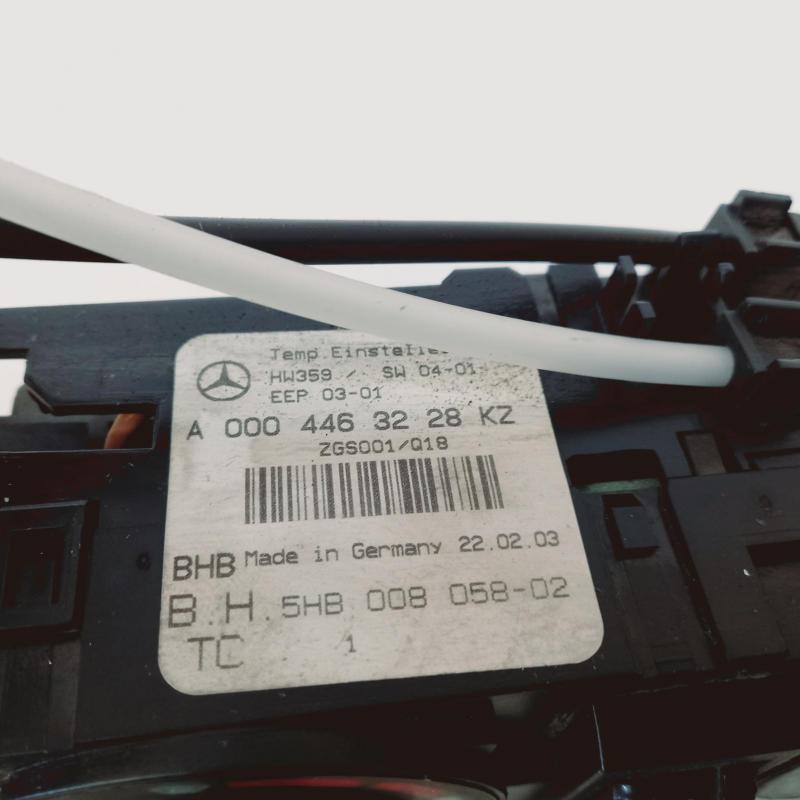 Temp.Einstelle
HW359 / SW 04-01
EEP 03-01
A 000 446 32 28 KZ
ZGS001/Q18
BHB Made in Germany 22.02.03
B.H. 5HB 008 058-02
TC 1